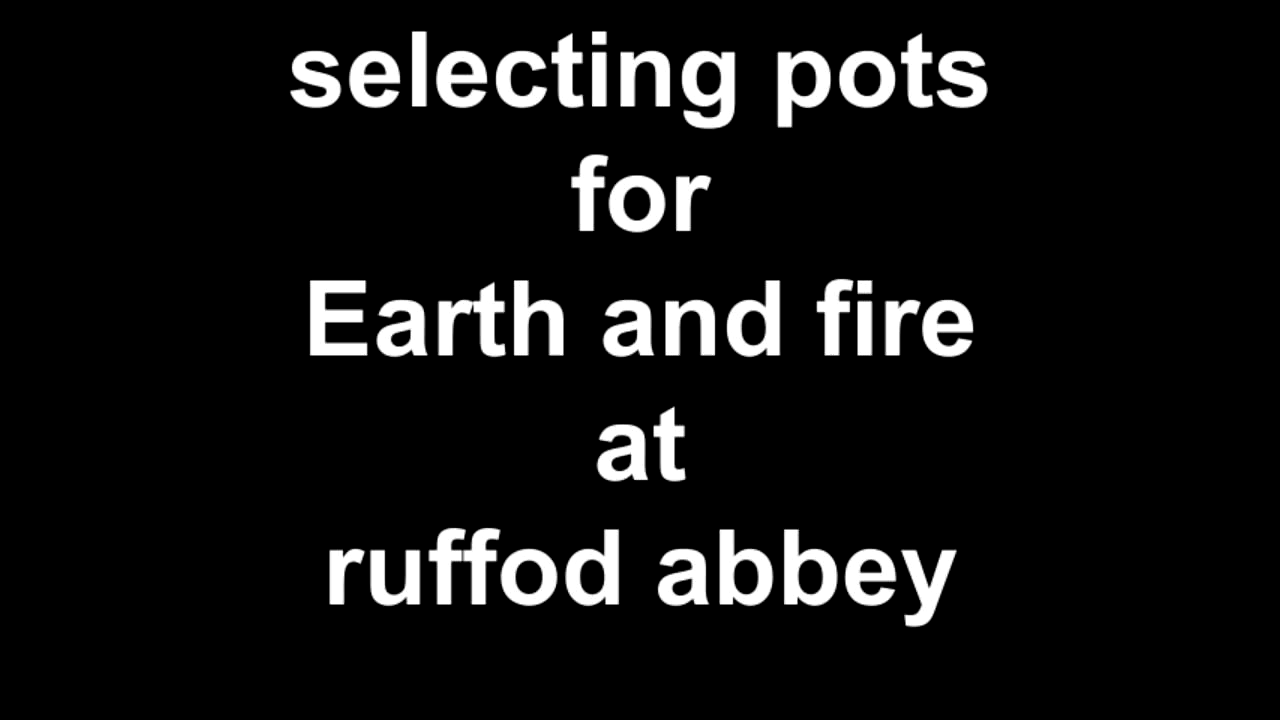 selecting pots
for
Earth and fire
at
ruffod abbey